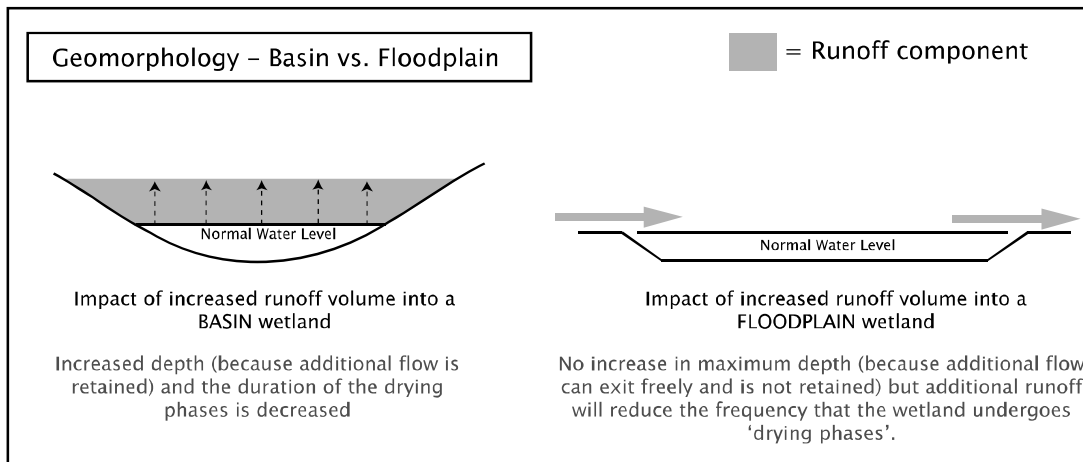 Geomorphology – Basin vs. Floodplain
= Runoff component
Normal Water Level
Impact of increased runoff volume into a
BASIN wetland
Increased depth (because additional flow is
retained) and the duration of the drying
phases is decreased
Normal Water Level
Impact of increased runoff volume into a
FLOODPLAIN wetland
No increase in maximum depth (because additional flow
can exit freely and is not retained) but additional runoff
will reduce the frequency that the wetland undergoes
‘drying phases’.